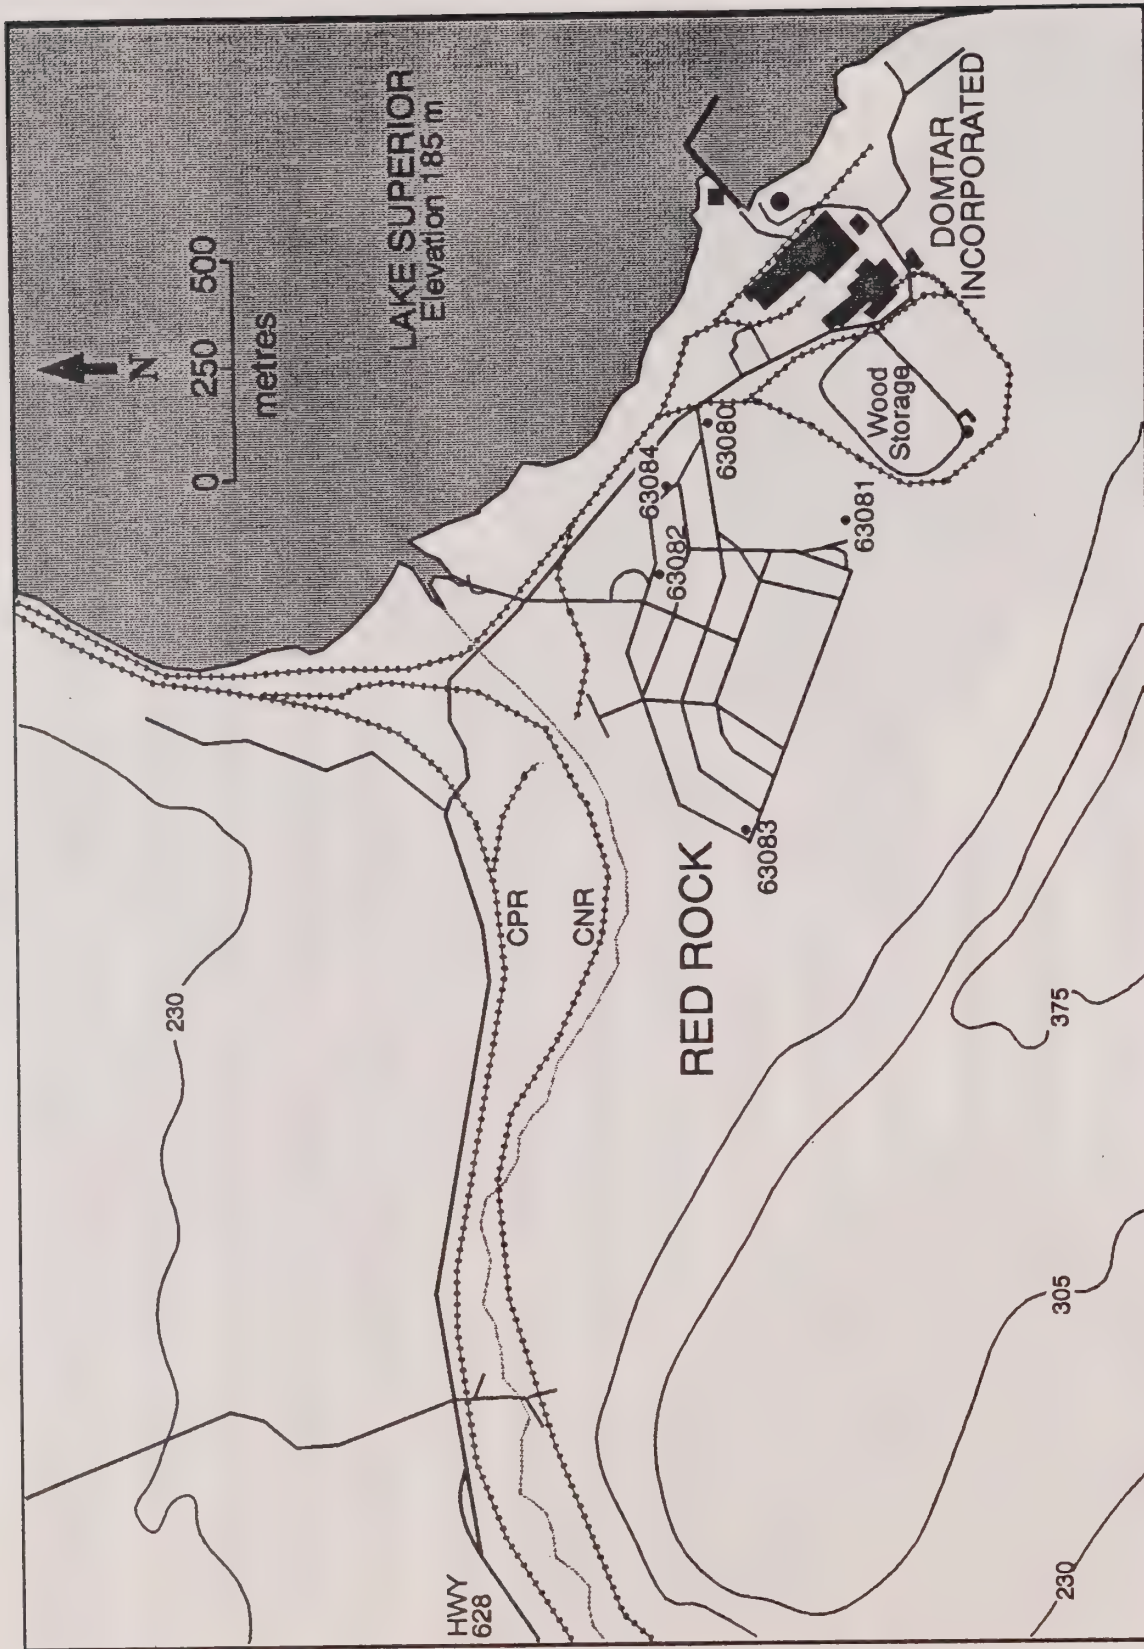 N
0 250 500
metres
LAKE SUPERIOR
Elevation 185 m
DOMTAR
INCORPORATED
Wood
Storage
63080
63084
63082
63081
63083
RED ROCK
CPR
CNR
230
375
305
230
HWY
628